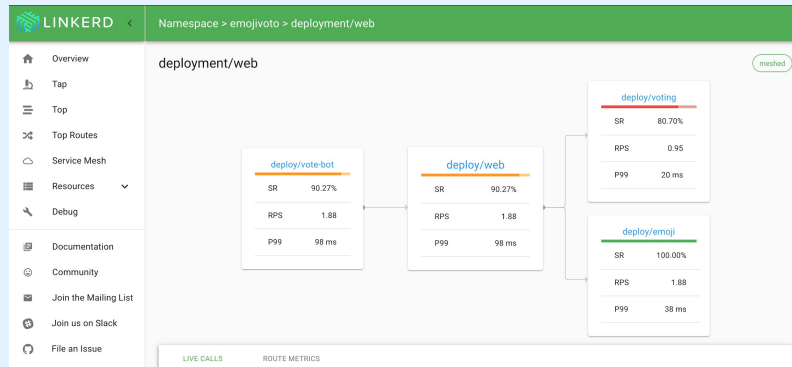 LINKERD
Namespace > emojivoto > deployment/web
Overview
Tap
Top
Top Routes
Service Mesh
Resources
Debug
Documentation
Community
Join the Mailing List
Join us on Slack
File an Issue
deployment/web
meshed
deploy/vote-bot
SR 90.27%
RPS 1.88
P99 98 ms
deploy/web
SR 90.27%
RPS 1.88
P99 98 ms
deploy/voting
SR 80.70%
RPS 0.95
P99 20 ms
deploy/emoji
SR 100.00%
RPS 1.88
P99 38 ms
LIVE CALLS ROUTE METRICS